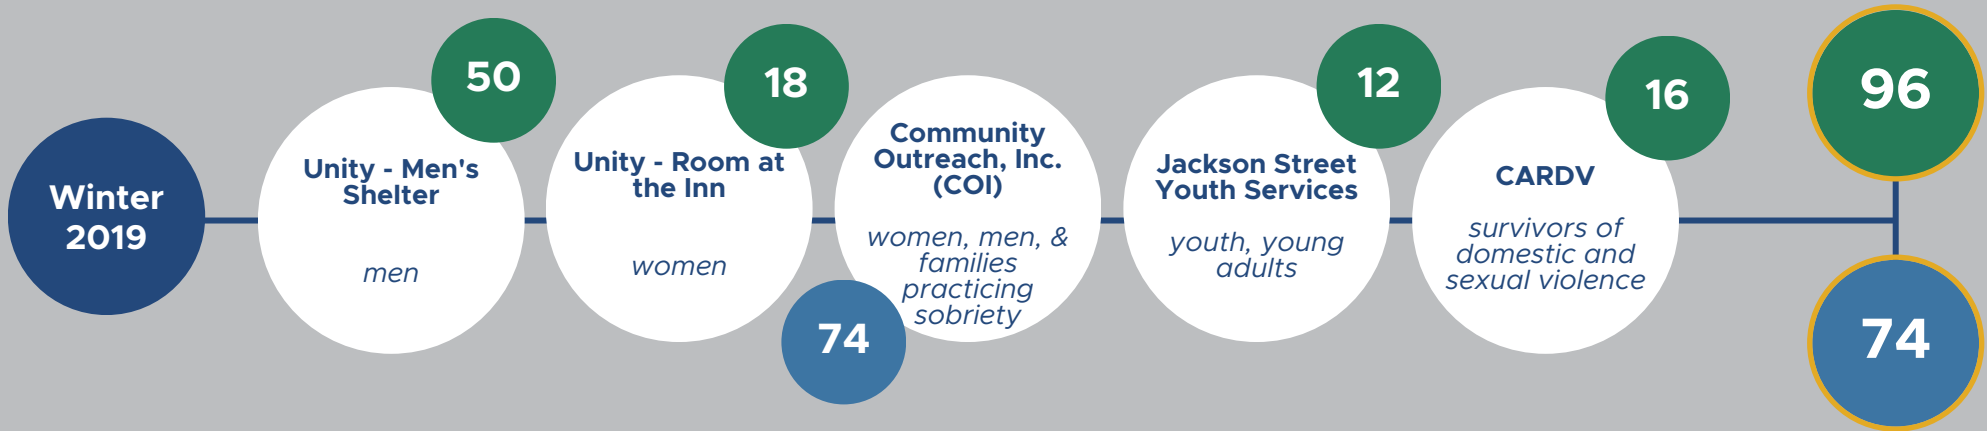 Winter
2019
50
Unity - Men's
Shelter
men
18
Unity - Room at
the Inn
women
Community
Outreach, Inc.
(COI)
women, men, &
families
practicing
sobriety
74
12
Jackson Street
Youth Services
youth, young
adults
16
CARDV
survivors of
domestic and
sexual violence
96
74